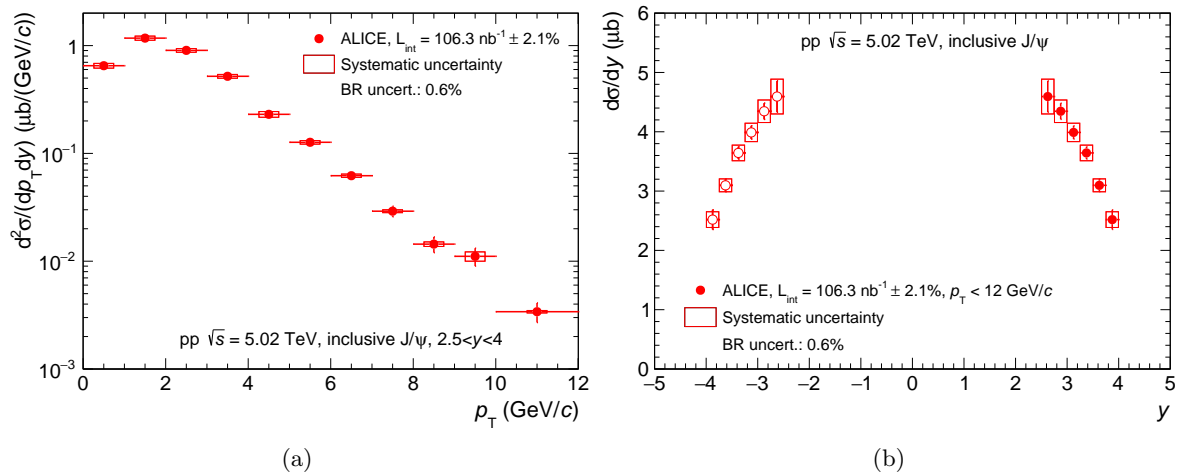 d²σ/(dp_T dy) (μb/(GeV/c))
1
10⁻¹
10⁻²
10⁻³
ALICE, L_int = 106.3 nb⁻¹ ± 2.1%
Systematic uncertainty
BR uncert.: 0.6%
pp √s = 5.02 TeV, inclusive J/ψ, 2.5<y<4
0 2 4 6 8 10 12
p_T (GeV/c)
(a)
dσ/dy (μb)
6
5
4
3
2
1
0
pp √s = 5.02 TeV, inclusive J/ψ
ALICE, L_int = 106.3 nb⁻¹ ± 2.1%, p_T < 12 GeV/c
Systematic uncertainty
BR uncert.: 0.6%
−5 −4 −3 −2 −1 0 1 2 3 4 5
y
(b)